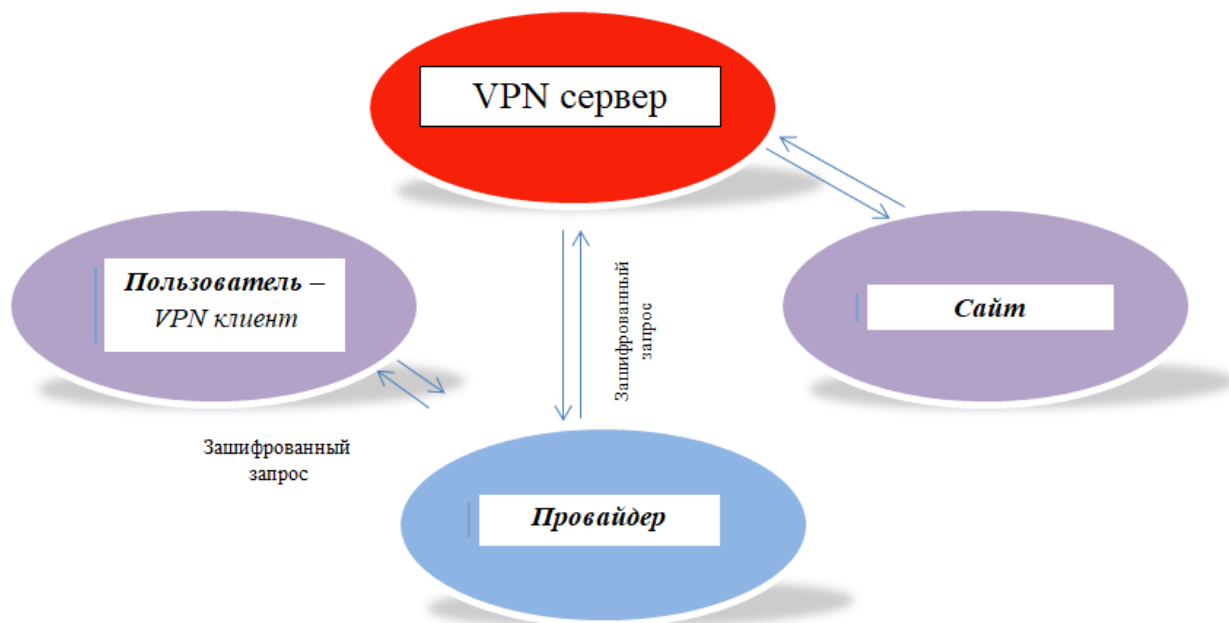 VPN сервер
Пользователь –
VPN клиент
Зашифрованный
запрос
Сайт
Зашифрованный
запрос
Провайдер